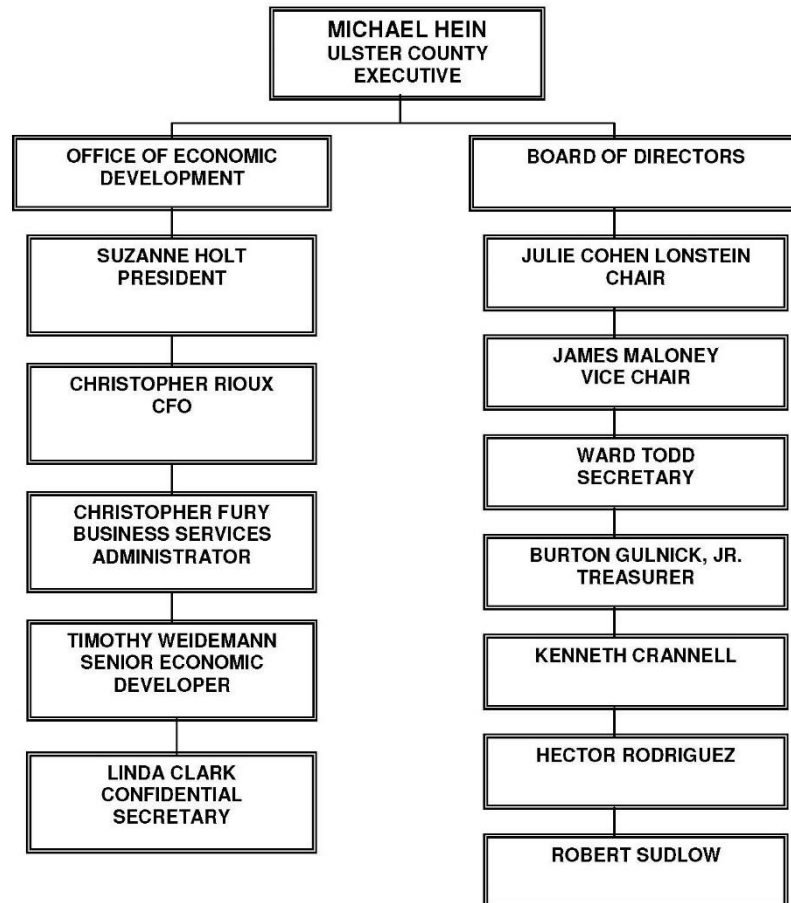 MICHAEL HEIN
ULSTER COUNTY
EXECUTIVE
OFFICE OF ECONOMIC
DEVELOPMENT
SUZANNE HOLT
PRESIDENT
CHRISTOPHER RIOUX
CFO
CHRISTOPHER FURY
BUSINESS SERVICES
ADMINISTRATOR
TIMOTHY WEIDEMANN
SENIOR ECONOMIC
DEVELOPER
LINDA CLARK
CONFIDENTIAL
SECRETARY
BOARD OF DIRECTORS
JULIE COHEN LONSTEIN
CHAIR
JAMES MALONEY
VICE CHAIR
WARD TODD
SECRETARY
BURTON GULNICK, JR.
TREASURER
KENNETH CRANNELL
HECTOR RODRIGUEZ
ROBERT SUDLOW